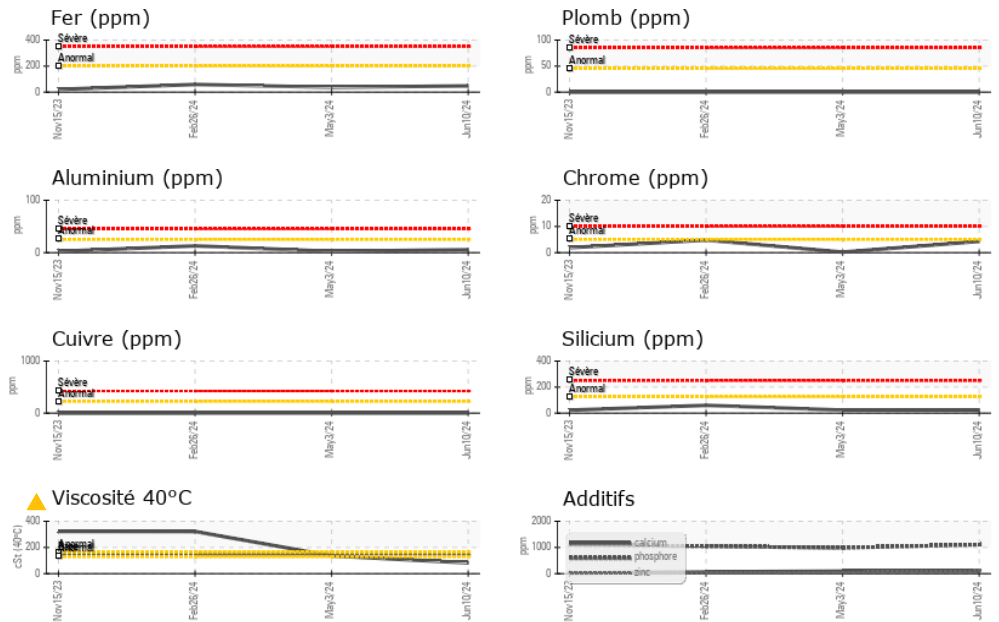 Fer (ppm)
400
200
0
ppm
Sévère
Anormal
Nov15/23
Feb26/24
May3/24
Jun10/24
Plomb (ppm)
100
50
0
ppm
Sévère
Anormal
Nov15/23
Feb26/24
May3/24
Jun10/24
Aluminium (ppm)
100
0
ppm
Sévère
Anormal
Nov15/23
Feb26/24
May3/24
Jun10/24
Chrome (ppm)
20
10
0
ppm
Sévère
Anormal
Nov15/23
Feb26/24
May3/24
Jun10/24
Cuivre (ppm)
1000
0
ppm
Sévère
Anormal
Nov15/23
Feb26/24
May3/24
Jun10/24
Silicium (ppm)
400
200
0
ppm
Sévère
Anormal
Nov15/23
Feb26/24
May3/24
Jun10/24
Viscosité 40°C
400
200
0
cSt (40°C)
Anormal
Anormal
Nov15/23
Feb26/24
May3/24
Jun10/24
Additifs
2000
1000
0
ppm
calcium
phosphore
zinc
Nov15/23
Feb26/24
May3/24
Jun10/24